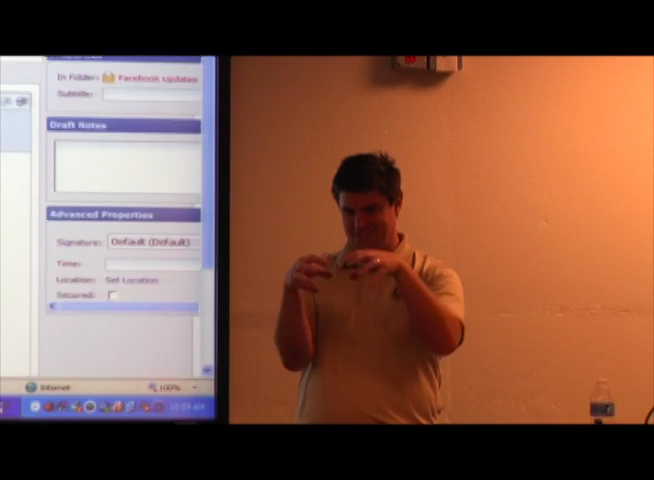 In Folder: Facebook Updates
Subtitle:
Draft Notes
Advanced Properties
Signature: Default (Default)
Time:
Location: Set Location
Secured:
Internet 100%